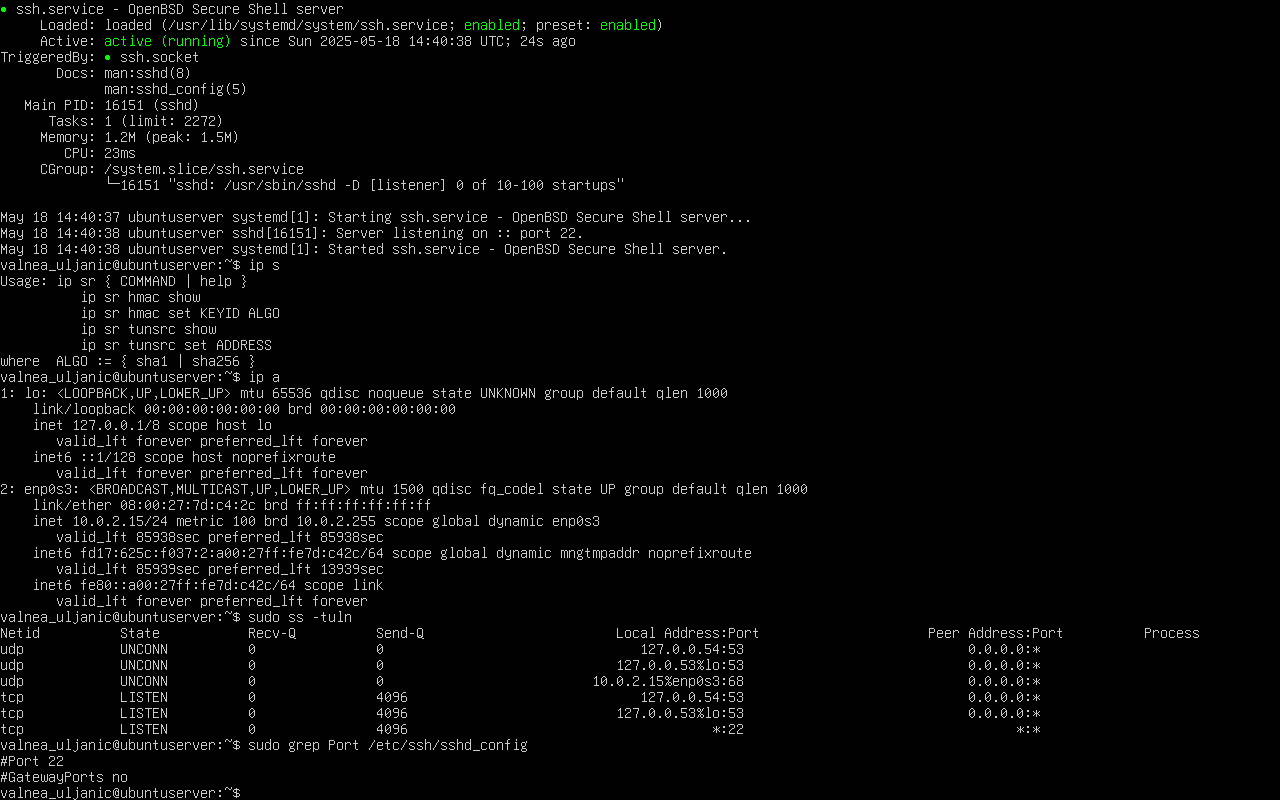 ● ssh.service - OpenBSD Secure Shell server
     Loaded: loaded (/usr/lib/systemd/system/ssh.service; enabled; preset: enabled)
     Active: active (running) since Sun 2025-05-18 14:40:38 UTC; 24s ago
TriggeredBy: ● ssh.socket
       Docs: man:sshd(8)
             man:sshd_config(5)
   Main PID: 16151 (sshd)
      Tasks: 1 (limit: 2272)
     Memory: 1.2M (peak: 1.5M)
        CPU: 23ms
     CGroup: /system.slice/ssh.service
             └─16151 "sshd: /usr/sbin/sshd -D [listener] 0 of 10-100 startups"

May 18 14:40:37 ubuntuserver systemd[1]: Starting ssh.service - OpenBSD Secure Shell server...
May 18 14:40:38 ubuntuserver sshd[16151]: Server listening on :: port 22.
May 18 14:40:38 ubuntuserver systemd[1]: Started ssh.service - OpenBSD Secure Shell server.
valnea_uljanic@ubuntuserver:~$ ip s
Usage: ip sr { COMMAND | help }
          ip sr hmac show
          ip sr hmac set KEYID ALGO
          ip sr tunsrc show
          ip sr tunsrc set ADDRESS
where  ALGO := { sha1 | sha256 }
valnea_uljanic@ubuntuserver:~$ ip a
1: lo: <LOOPBACK,UP,LOWER_UP> mtu 65536 qdisc noqueue state UNKNOWN group default qlen 1000
    link/loopback 00:00:00:00:00:00 brd 00:00:00:00:00:00
    inet 127.0.0.1/8 scope host lo
       valid_lft forever preferred_lft forever
    inet6 ::1/128 scope host noprefixroute
       valid_lft forever preferred_lft forever
2: enp0s3: <BROADCAST,MULTICAST,UP,LOWER_UP> mtu 1500 qdisc fq_codel state UP group default qlen 1000
    link/ether 08:00:27:7d:c4:2c brd ff:ff:ff:ff:ff:ff
    inet 10.0.2.15/24 metric 100 brd 10.0.2.255 scope global dynamic enp0s3
       valid_lft 85938sec preferred_lft 85938sec
    inet6 fd17:625c:f037:2:a00:27ff:fe7d:c42c/64 scope global dynamic mngtmpaddr noprefixroute
       valid_lft 85939sec preferred_lft 13939sec
    inet6 fe80::a00:27ff:fe7d:c42c/64 scope link
       valid_lft forever preferred_lft forever
valnea_uljanic@ubuntuserver:~$ sudo ss -tuln
Netid State Recv-Q Send-Q Local Address:Port Peer Address:Port Process
udp UNCONN 0 0 127.0.0.54:53 0.0.0.0:*
udp UNCONN 0 0 127.0.0.53%lo:53 0.0.0.0:*
udp UNCONN 0 0 10.0.2.15%enp0s3:68 0.0.0.0:*
tcp LISTEN 0 4096 127.0.0.54:53 0.0.0.0:*
tcp LISTEN 0 4096 127.0.0.53%lo:53 0.0.0.0:*
tcp LISTEN 0 4096 *:22 *:*
valnea_uljanic@ubuntuserver:~$ sudo grep Port /etc/ssh/sshd_config
#Port 22
#GatewayPorts no
valnea_uljanic@ubuntuserver:~$